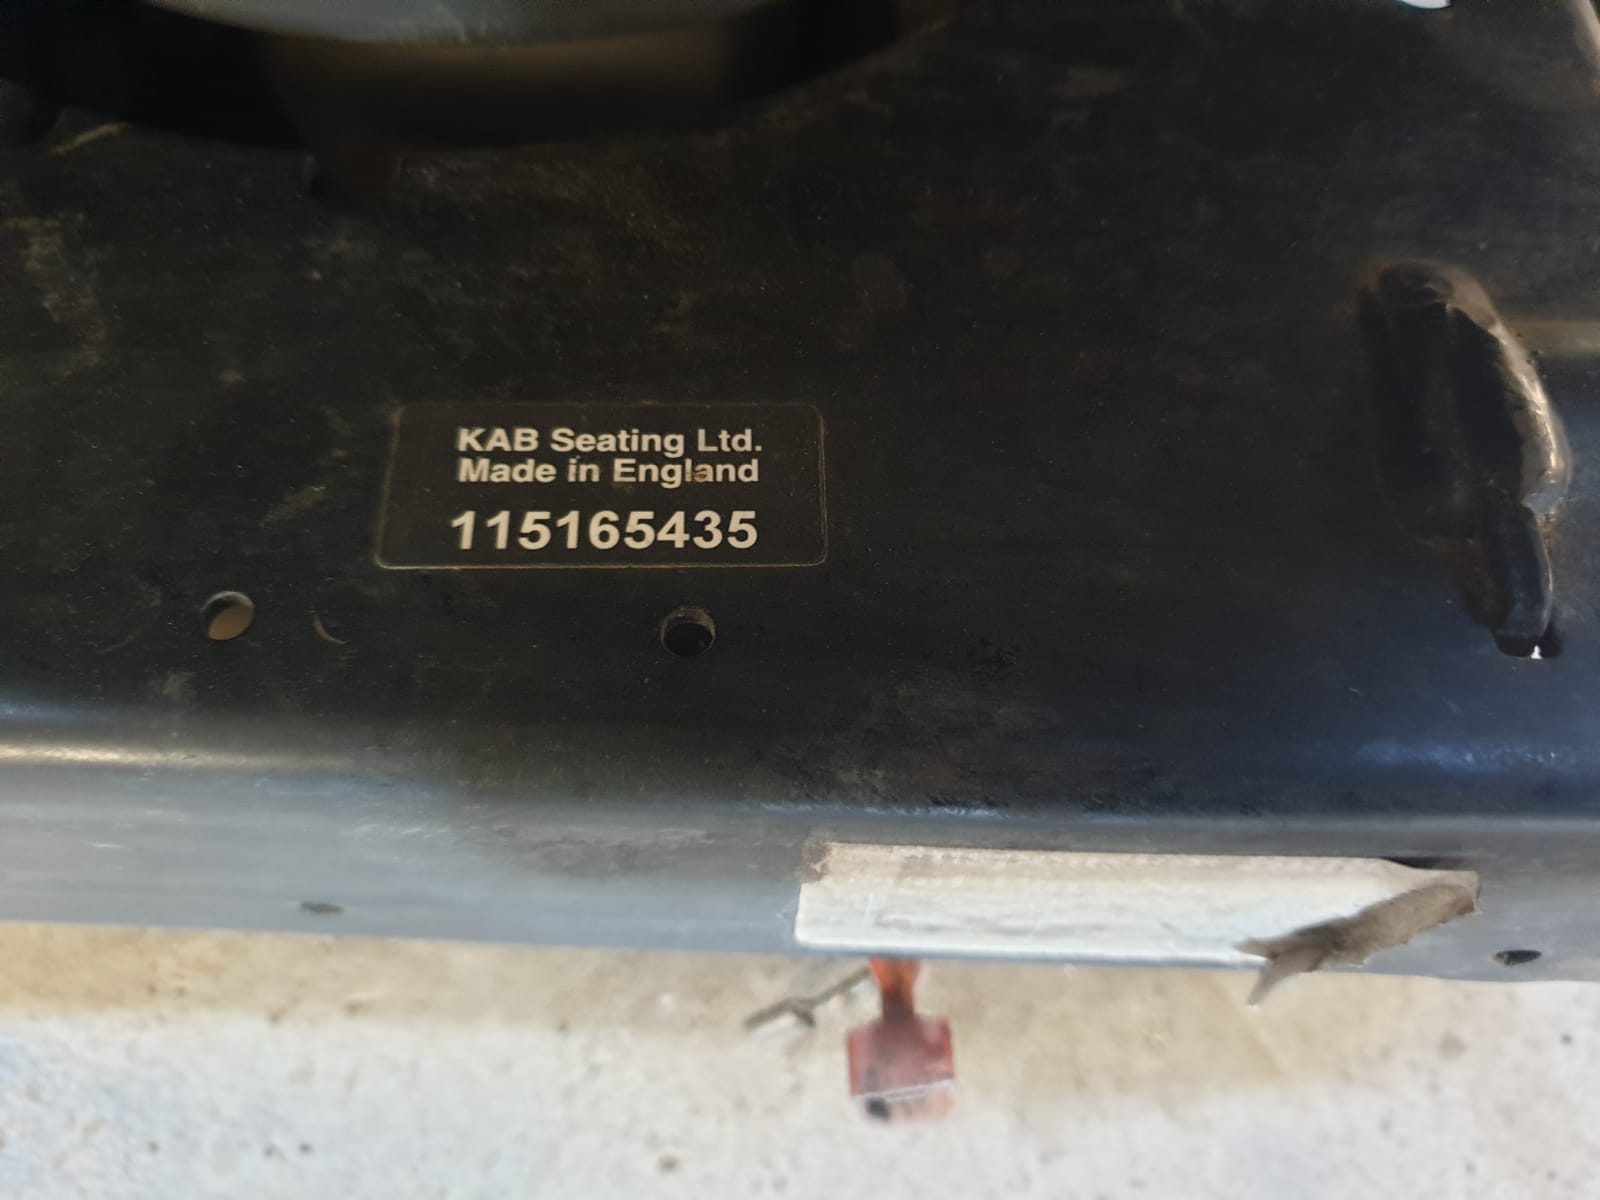 KAB Seating Ltd.
Made in England
115165435